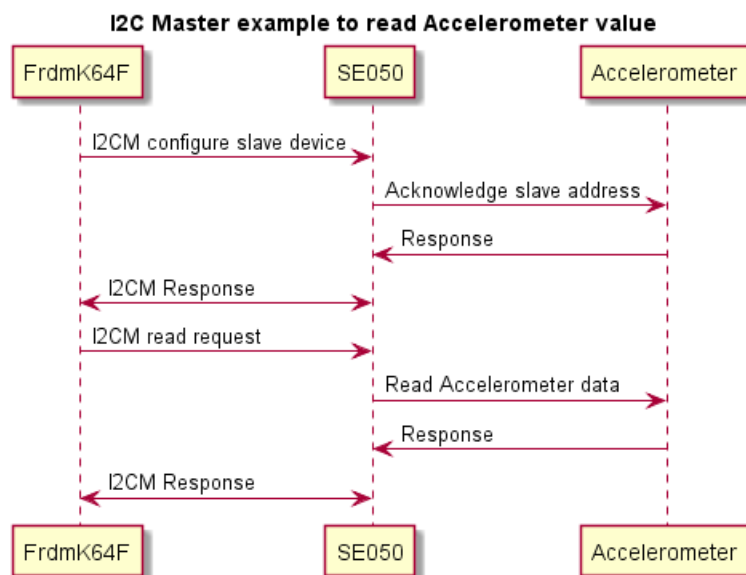 I2C Master example to read Accelerometer value
FrdmK64F SE050 Accelerometer
I2CM configure slave device
Acknowledge slave address
Response
I2CM Response
I2CM read request
Read Accelerometer data
Response
I2CM Response
FrdmK64F SE050 Accelerometer